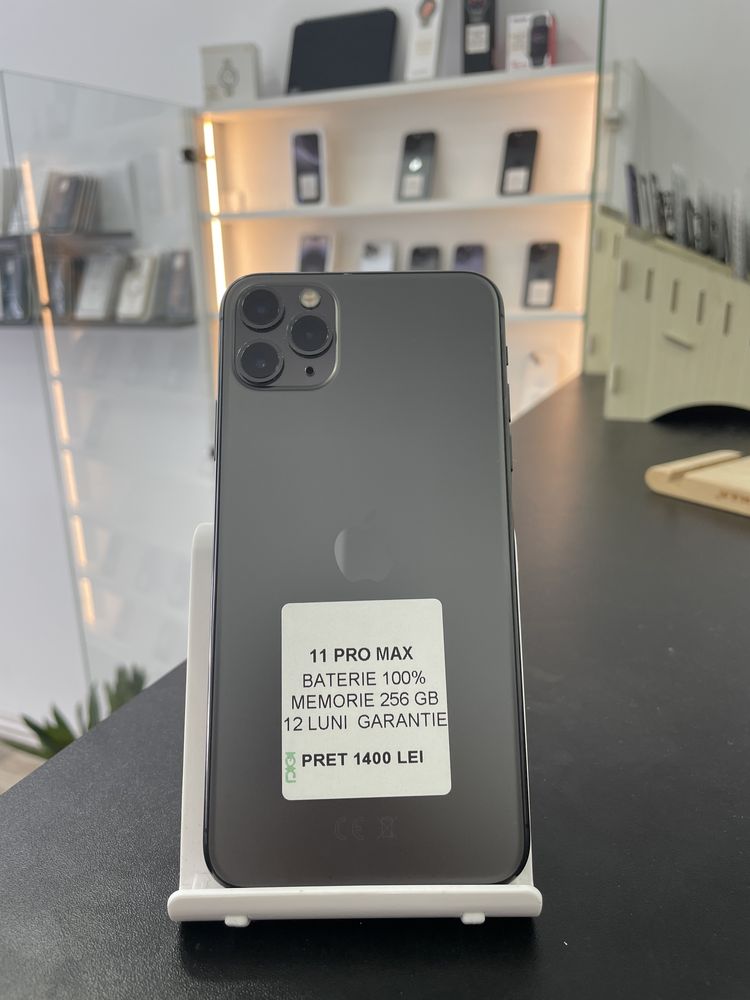 11 PRO MAX
BATERIE 100%
MEMORIE 256 GB
12 LUNI GARANTIE
PRET 1400 LEI